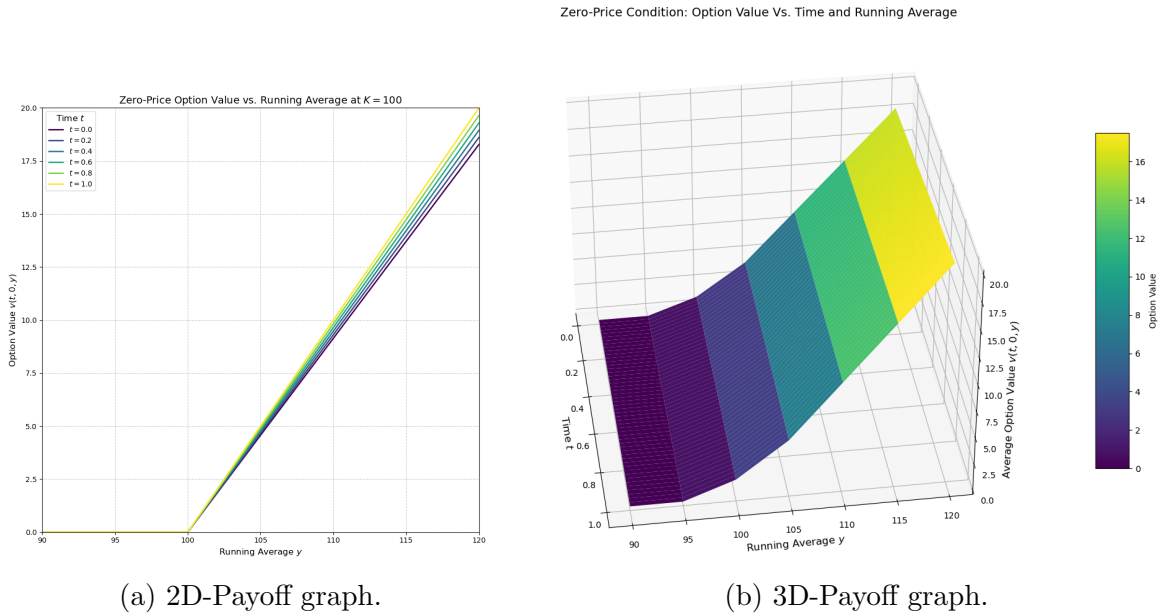 Zero-Price Condition: Option Value Vs. Time and Running Average
Zero-Price Option Value vs. Running Average at K = 100
20.0
17.5
15.0
12.5
10.0
7.5
5.0
2.5
0.0
Option Value v(t, 0, y)
Time t
t = 0.0
t = 0.2
t = 0.4
t = 0.6
t = 0.8
t = 1.0
90
95
100
105
110
115
120
Running Average y
0.0
0.2
0.4
0.6
0.8
1.0
Time t
90
95
100
105
110
115
120
Running Average y
20.0
17.5
15.0
12.5
10.0
7.5
5.0
2.5
0.0
Average Option Value v(t, 0, y)
16
14
12
10
8
6
4
2
0
Option Value
(a) 2D-Payoff graph.
(b) 3D-Payoff graph.